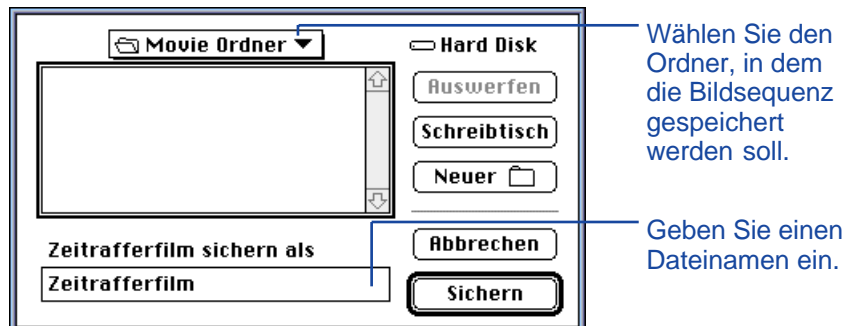 Movie Ordner
Hard Disk
Auswerfen
Schreibtisch
Neuer
Zeitrafferfilm sichern als
Abbrechen
Zeitrafferfilm
Sichern
Wählen Sie den
Ordner, in dem
die Bildsequenz
gespeichert
werden soll.
Geben Sie einen
Dateinamen ein.